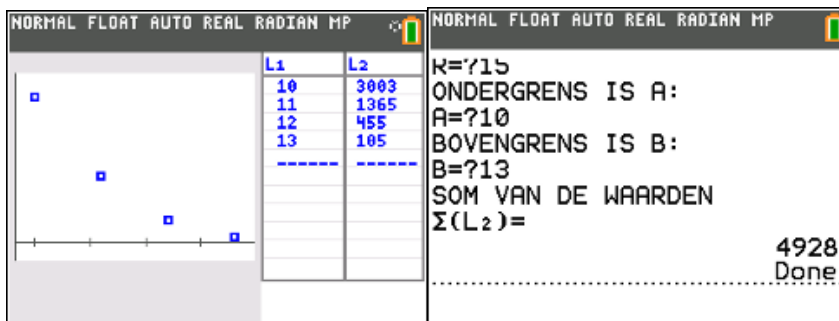 NORMAL FLOAT AUTO REAL RADIAN MP
L1 L2
10 3003
11 1365
12 455
13 105
------ ------
NORMAL FLOAT AUTO REAL RADIAN MP
R=?15
ONDERGRENS IS A:
A=?10
BOVENGRENS IS B:
B=?13
SOM VAN DE WAARDEN
Σ(L₂)=
4928
Done